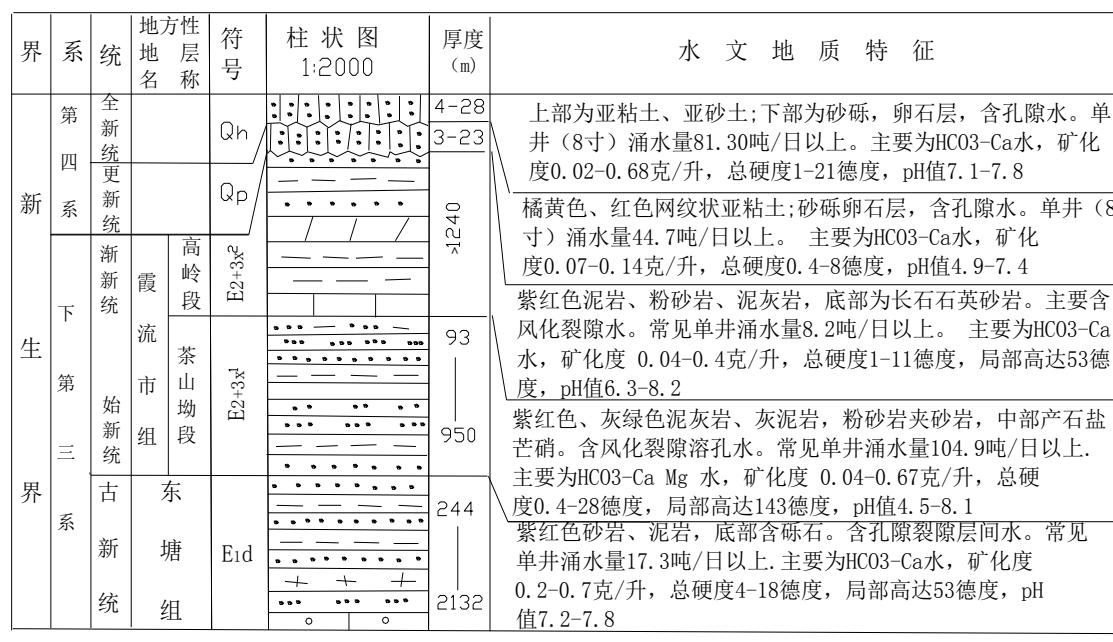 界 系 统 地方性地层名称 符号 柱状图 1:2000 厚度(m) 水文地质特征
新生界
第四系
下第三系
全新统
更新统
渐新统
始新统
古新统
霞流市组
高岭段
茶山坳段
东塘组
Qh
Qp
E2+3x²
E2+3x¹
E1d
4-28
3-23
>1240
93
950
244
2132
上部为亚粘土、亚砂土;下部为砂砾，卵石层，含孔隙水。单
井（8寸）涌水量81.30吨/日以上。主要为HCO3-Ca水，矿化
度0.02-0.68克/升，总硬度1-21德度，pH值7.1-7.8
橘黄色、红色网纹状亚粘土;砂砾卵石层，含孔隙水。单井（8
寸）涌水量44.7吨/日以上。 主要为HCO3-Ca水，矿化
度0.07-0.14克/升，总硬度0.4-8德度，pH值4.9-7.4
紫红色泥岩、粉砂岩、泥灰岩，底部为长石石英砂岩。主要含
风化裂隙水。常见单井涌水量8.2吨/日以上。 主要为HCO3-Ca
水，矿化度 0.04-0.4克/升，总硬度1-11德度，局部高达53德
度，pH值6.3-8.2
紫红色、灰绿色泥灰岩、灰泥岩，粉砂岩夹砂岩，中部产石盐
芒硝。含风化裂隙溶孔水。常见单井涌水量104.9吨/日以上.
主要为HCO3-Ca Mg 水，矿化度 0.04-0.67克/升，总硬
度0.4-28德度，局部高达143德度，pH值4.5-8.1
紫红色砂岩、泥岩，底部含砾石。含孔隙裂隙层间水。常见
单井涌水量17.3吨/日以上.主要为HCO3-Ca水，矿化度
0.2-0.7克/升，总硬度4-18德度，局部高达53德度，pH
值7.2-7.8